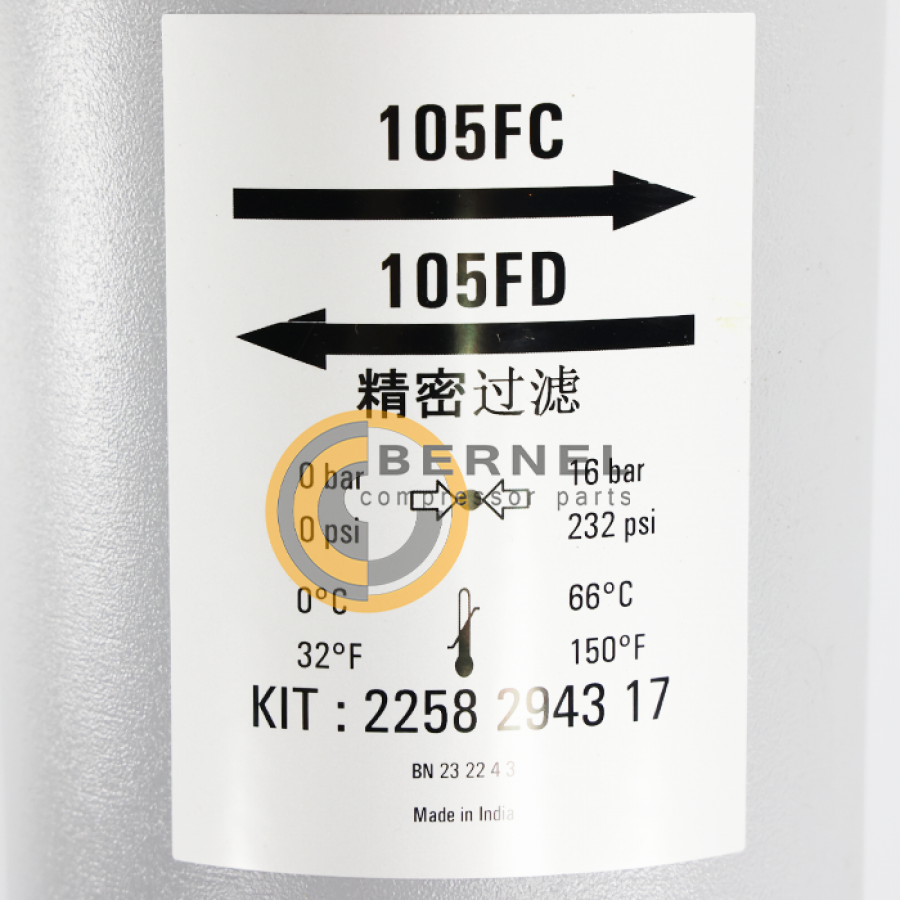 105FC
105FD
精密过滤
BERNEL
compressor parts
0 bar 16 bar
0 psi 232 psi
0°C 66°C
32°F 150°F
KIT : 2258 2943 17
BN 23 22 4 3
Made in India